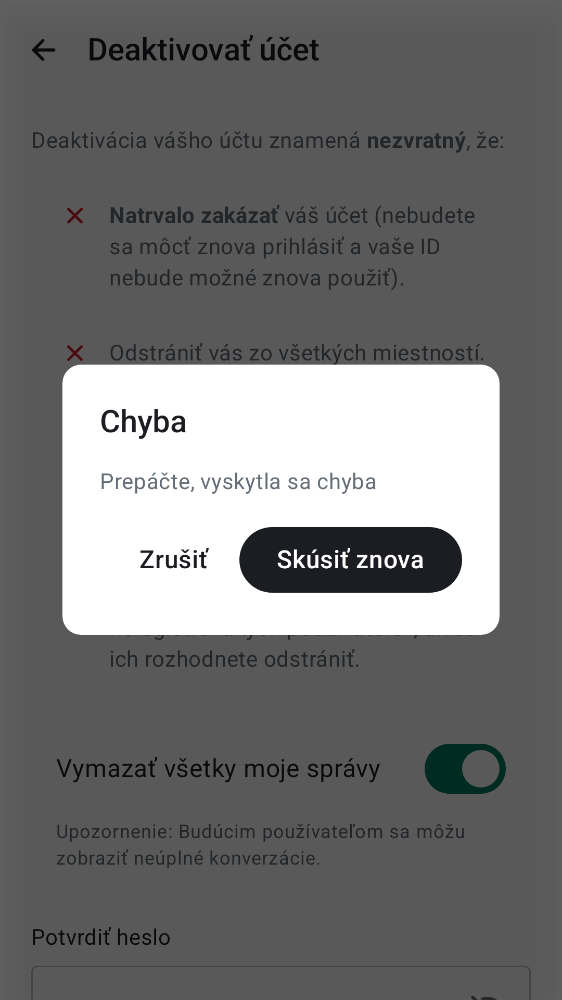 Deaktivovať účet
Deaktivácia vášho účtu znamená nezvratný, že:
Natrvalo zakázať váš účet (nebudete
sa môcť znova prihlásiť a vaše ID
nebude možné znova použiť).
Odstrániť vás zo všetkých miestností.
Chyba
Prepáčte, vyskytla sa chyba
Zrušiť
Skúsiť znova
ich rozhodnete odstrániť.
Vymazať všetky moje správy
Upozornenie: Budúcim používateľom sa môžu
zobraziť neúplné konverzácie.
Potvrdiť heslo